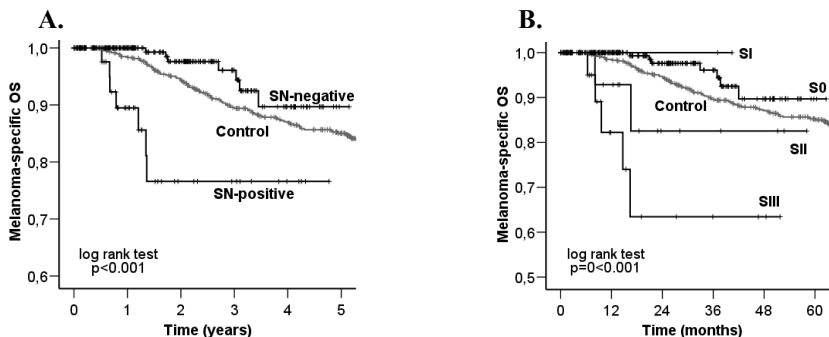 A.
Melanoma-specific OS
1,0
0,9
0,8
0,7
0,6
SN-negative
Control
SN-positive
log rank test
p<0.001
0
1
2
3
4
5
Time (years)
B.
Melanoma-specific OS
1,0
0,9
0,8
0,7
0,6
0,5
SI
S0
Control
SII
SIII
log rank test
p=0<0.001
0
12
24
36
48
60
Time (months)